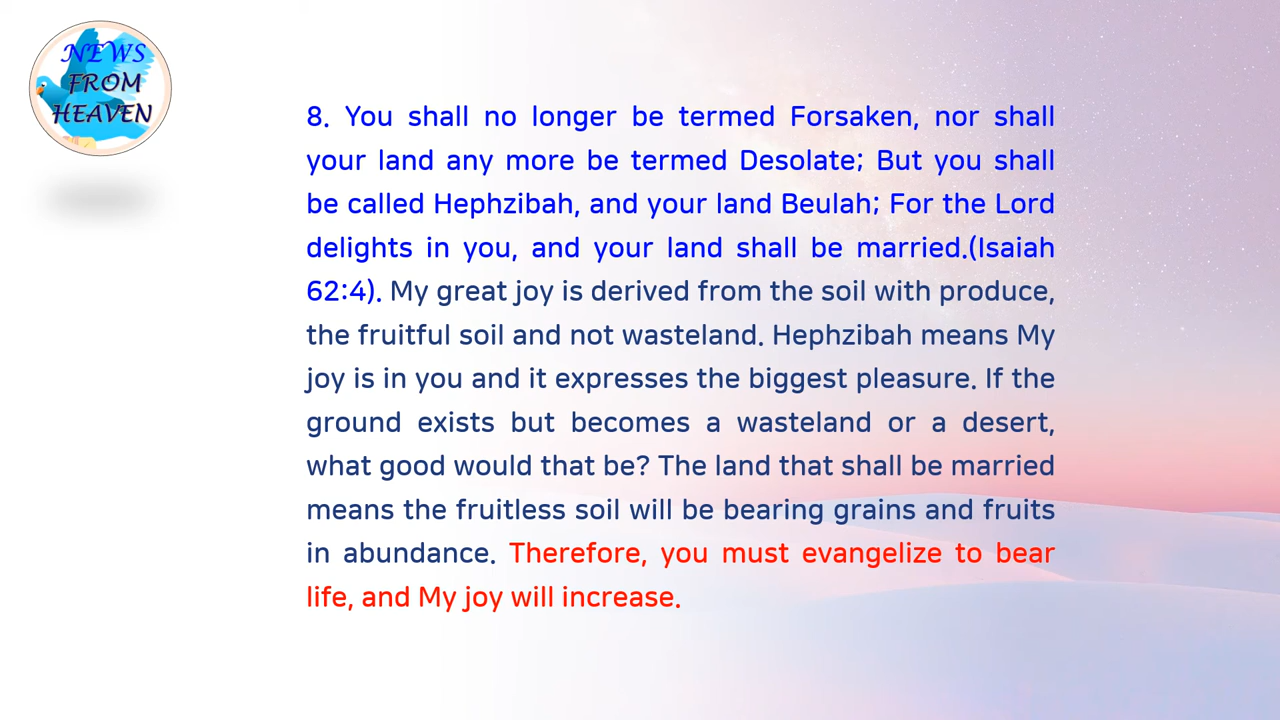 NEWS
FROM
HEAVEN
8. You shall no longer be termed Forsaken, nor shall
your land any more be termed Desolate; But you shall
be called Hephzibah, and your land Beulah; For the Lord
delights in you, and your land shall be married.(Isaiah
62:4). My great joy is derived from the soil with produce,
the fruitful soil and not wasteland. Hephzibah means My
joy is in you and it expresses the biggest pleasure. If the
ground exists but becomes a wasteland or a desert,
what good would that be? The land that shall be married
means the fruitless soil will be bearing grains and fruits
in abundance. Therefore, you must evangelize to bear
life, and My joy will increase.